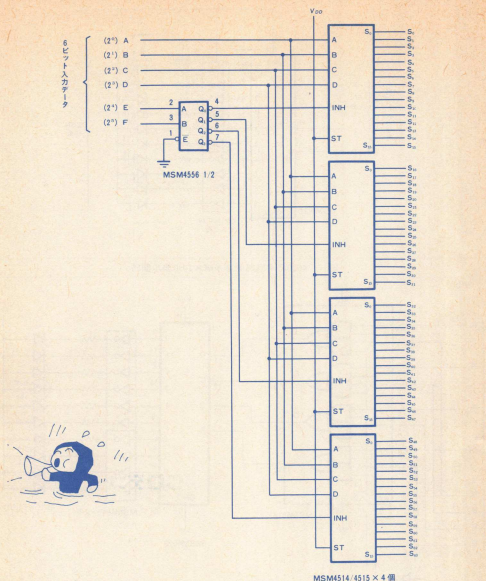 V_DD
6ビット入力データ
(2⁰) A
(2¹) B
(2²) C
(2³) D
(2⁴) E
(2⁵) F
2 A Q₀ 4
3 B Q₁ 5
1 E̅ Q₂ 6
Q₃ 7
MSM4556 1/2
A S₀
B
C
D
INH
ST S₁₅
S₀
S₁
S₂
S₃
S₄
S₅
S₆
S₇
S₈
S₉
S₁₀
S₁₁
S₁₂
S₁₃
S₁₄
S₁₅
A S₀
B
C
D
INH
ST S₁₅
S₁₆
S₁₇
S₁₈
S₁₉
S₂₀
S₂₁
S₂₂
S₂₃
S₂₄
S₂₅
S₂₆
S₂₇
S₂₈
S₂₉
S₃₀
S₃₁
A S₀
B
C
D
INH
ST S₁₅
S₃₂
S₃₃
S₃₄
S₃₅
S₃₆
S₃₇
S₃₈
S₃₉
S₄₀
S₄₁
S₄₂
S₄₃
S₄₄
S₄₅
S₄₆
S₄₇
A S₀
B
C
D
INH
ST S₁₅
S₄₈
S₄₉
S₅₀
S₅₁
S₅₂
S₅₃
S₅₄
S₅₅
S₅₆
S₅₇
S₅₈
S₅₉
S₆₀
S₆₁
S₆₂
S₆₃
MSM4514/4515×4個